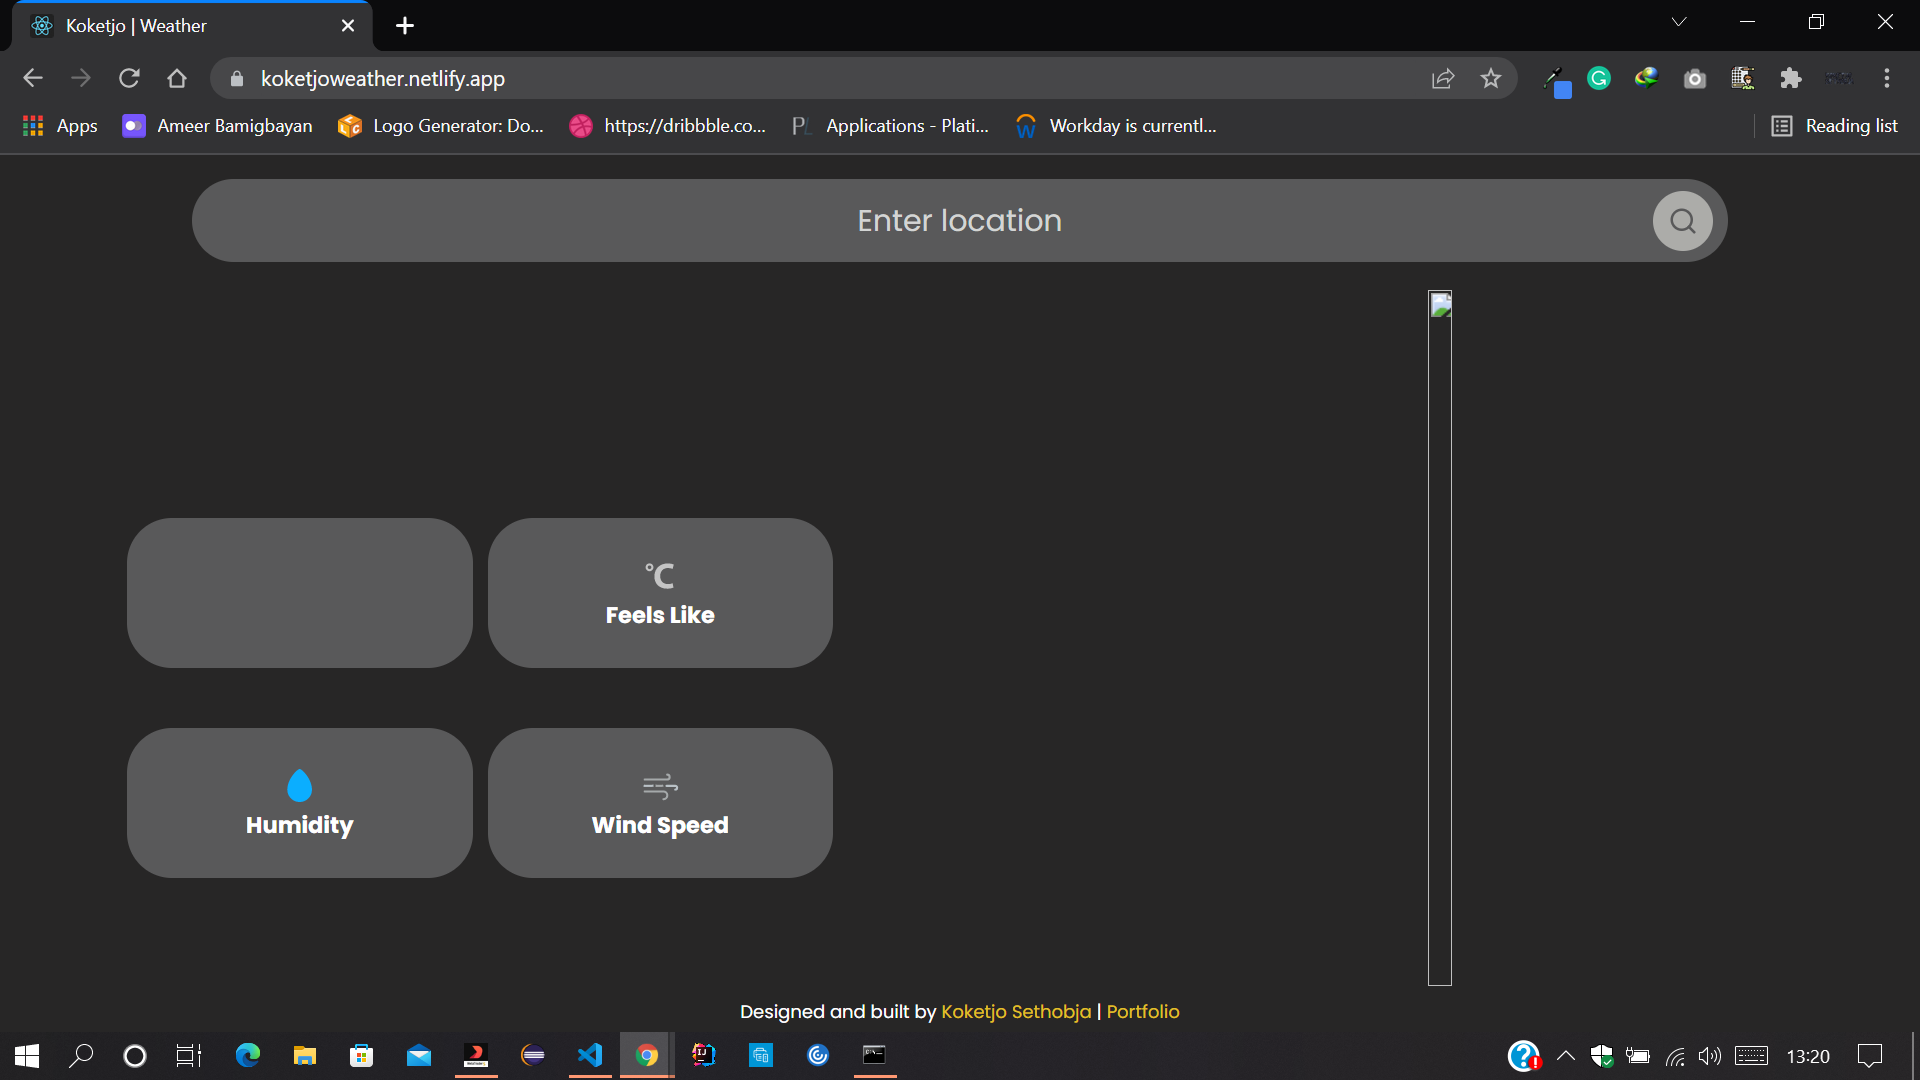 Koketjo | Weather
koketjoweather.netlify.app
Apps
Ameer Bamigbayan
Logo Generator: Do...
https://dribbble.co...
Applications - Plati...
Workday is currentl...
Reading list
Enter location
°C
Feels Like
Humidity
Wind Speed
Designed and built by Koketjo Sethobja | Portfolio
13:20